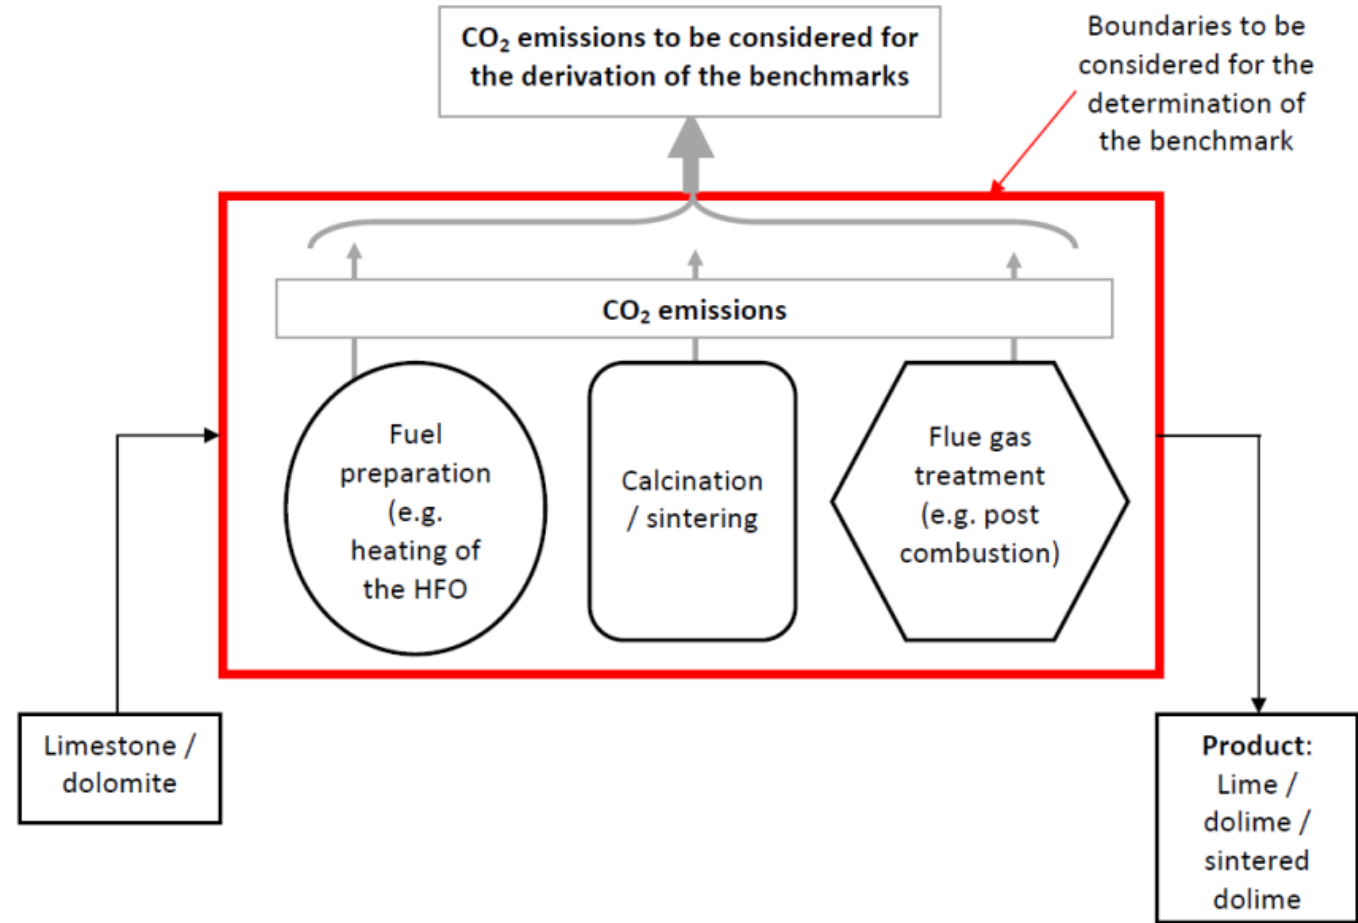 CO₂ emissions to be considered for
the derivation of the benchmarks
Boundaries to be
considered for the
determination of
the benchmark
CO₂ emissions
Fuel
preparation
(e.g.
heating of
the HFO
Calcination
/ sintering
Flue gas
treatment
(e.g. post
combustion)
Limestone /
dolomite
Product:
Lime /
dolime /
sintered
dolime